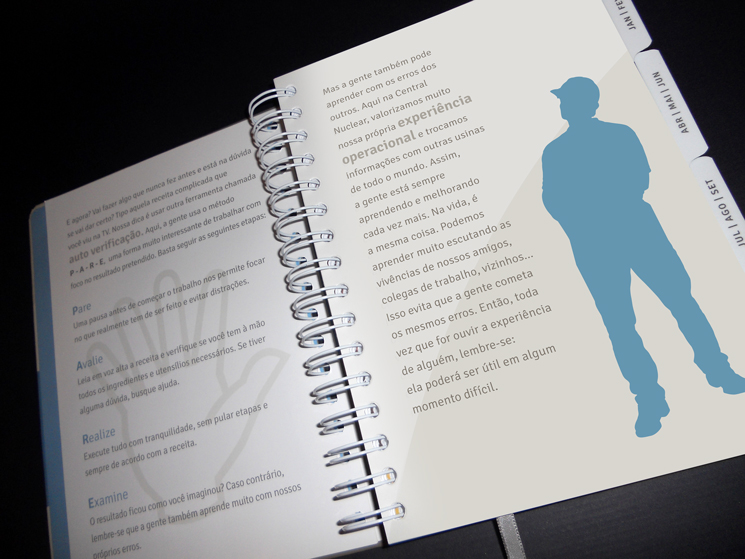 E agora? Vai fazer algo que nunca fez antes e está na dúvida
se vai dar certo? Tipo aquela receita complicada que
você viu na TV. Nossa dica é usar outra ferramenta chamada
auto verificação. Aqui, a gente usa o método
P - A - R - E, uma forma muito interessante de trabalhar com
foco no resultado pretendido. Basta seguir as seguintes etapas:
Pare
Uma pausa antes de começar o trabalho nos permite focar
no que realmente tem de ser feito e evitar distrações.
Avalie
Leia em voz alta a receita e verifique se você tem à mão
todos os ingredientes e utensílios necessários. Se tiver
alguma dúvida, busque ajuda.
Realize
Execute tudo com tranquilidade, sem pular etapas e
sempre de acordo com a receita.
Examine
O resultado ficou como você imaginou? Caso contrário,
lembre-se que a gente também aprende muito com nossos
próprios erros.
Mas a gente também pode
aprender com os erros dos
outros. Aqui na Central
Nuclear, valorizamos muito
nossa própria experiência
operacional e trocamos
informações com outras usinas
de todo o mundo. Assim,
a gente está sempre
aprendendo e melhorando
cada vez mais. Na vida, é
a mesma coisa. Podemos
aprender muito escutando as
vivências de nossos amigos,
colegas de trabalho, vizinhos...
Isso evita que a gente cometa
os mesmos erros. Então, toda
vez que for ouvir a experiência
de alguém, lembre-se:
ela poderá ser útil em algum
momento difícil.
JAN | FEV
ABR | MAI | JUN
JUL | AGO | SET